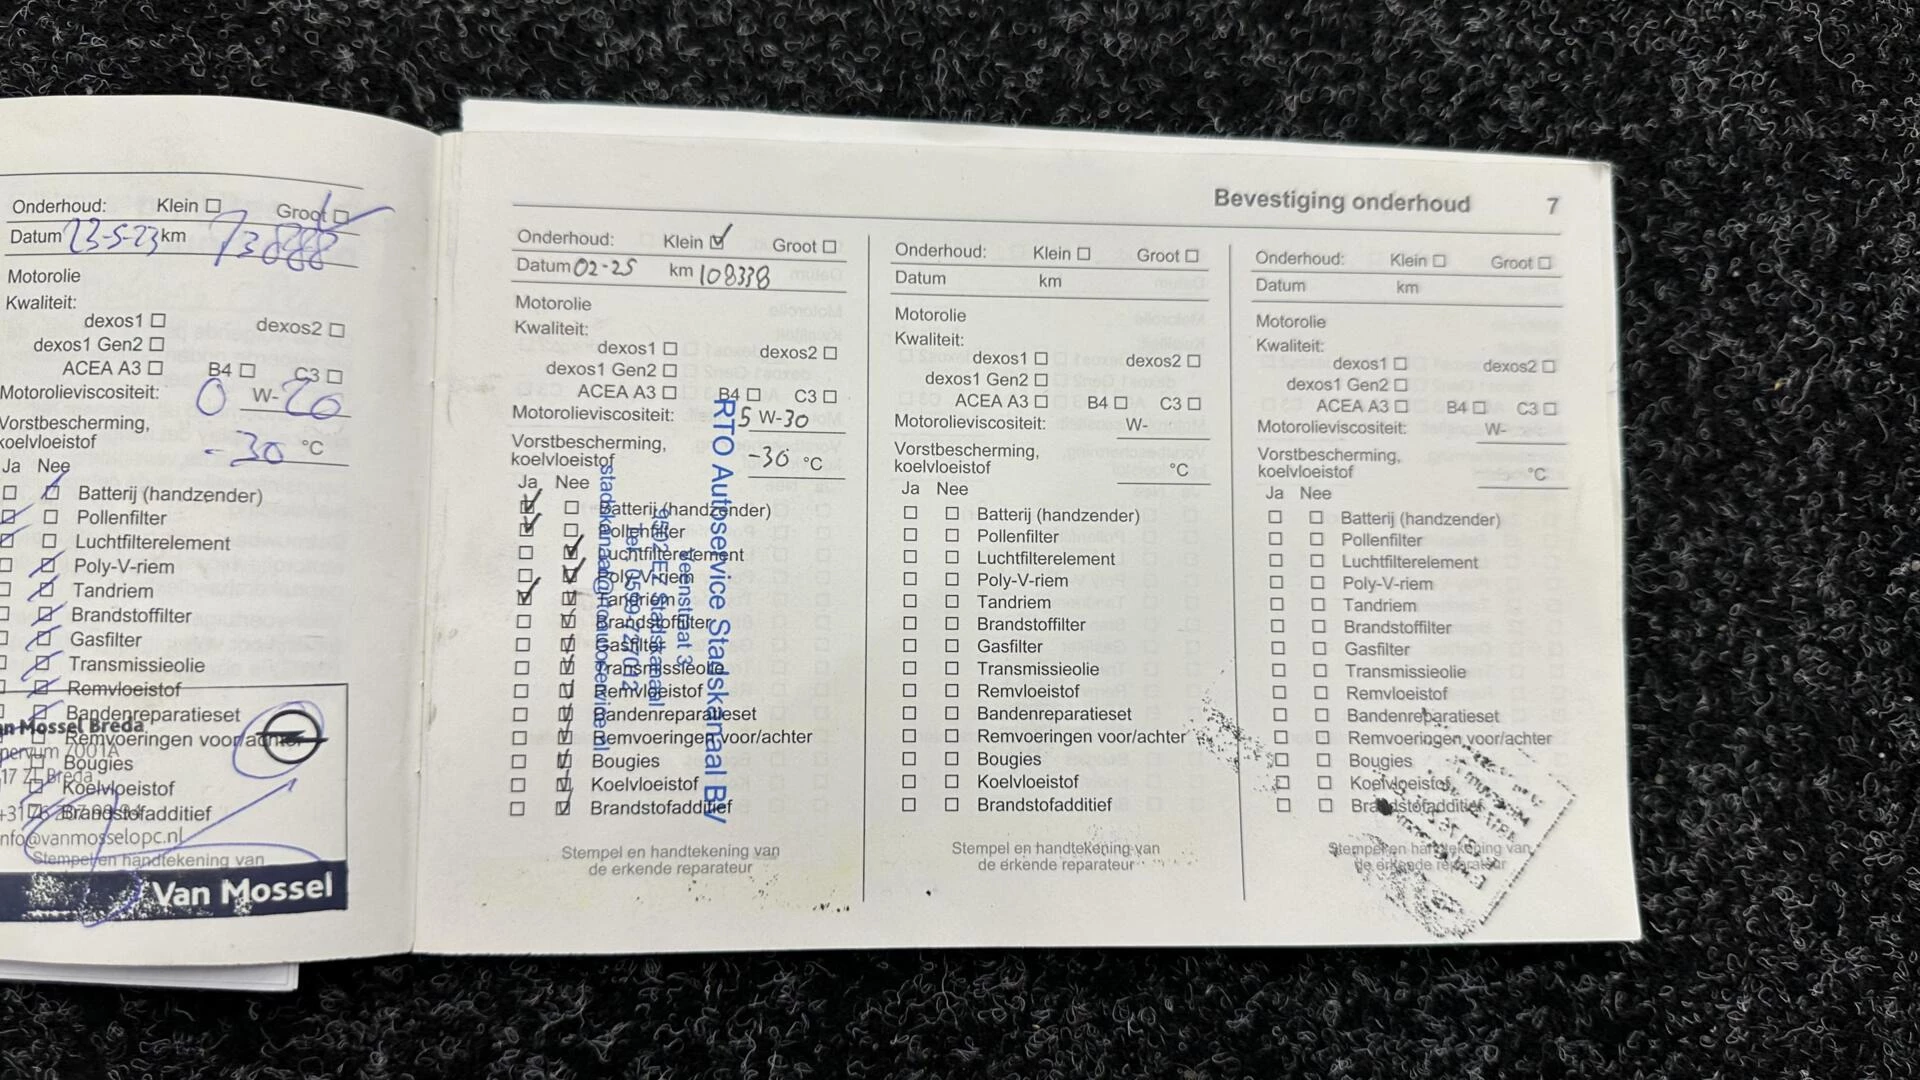 Bevestiging onderhoud 7
Onderhoud: Klein ☐ Groot ☑
Datum 23-5-23 km 73088
Motorolie
Kwaliteit:
dexos1 ☐ dexos2 ☐
dexos1 Gen2 ☐
ACEA A3 ☐ B4 ☐ C3 ☐
Motorolieviscositeit: 0 W-20
Vorstbescherming,
koelvloeistof -30 °C
Ja Nee
Batterij (handzender)
Pollenfilter
Luchtfilterelement
Poly-V-riem
Tandriem
Brandstoffilter
Gasfilter
Transmissieolie
Remvloeistof
Bandenreparatieset
Remvoeringen voor/achter
Bougies
Koelvloeistof
Brandstofadditief
Stempel en handtekening van
an Mossel Breda
17 ZL Breda
nfo@vanmosselopc.nl
Van Mossel
Onderhoud: Klein ☑ Groot ☐
Datum 02-25 km 108338
Motorolie
Kwaliteit:
dexos1 ☐ dexos2 ☐
dexos1 Gen2 ☐
ACEA A3 ☐ B4 ☐ C3 ☐
Motorolieviscositeit: 5 W-30
Vorstbescherming,
koelvloeistof -30 °C
Ja Nee
Batterij (handzender)
Pollenfilter
Luchtfilterelement
Poly-V-riem
Tandriem
Brandstoffilter
Gasfilter
Transmissieolie
Remvloeistof
Bandenreparatieset
Remvoeringen voor/achter
Bougies
Koelvloeistof
Brandstofadditief
Stempel en handtekening van
de erkende reparateur
RTO Autoservice Stadskanaal BV
Stadskanaal
Onderhoud: Klein ☐ Groot ☐
Datum km
Motorolie
Kwaliteit:
dexos1 ☐ dexos2 ☐
dexos1 Gen2 ☐
ACEA A3 ☐ B4 ☐ C3 ☐
Motorolieviscositeit: W-
Vorstbescherming,
koelvloeistof °C
Ja Nee
Batterij (handzender)
Pollenfilter
Luchtfilterelement
Poly-V-riem
Tandriem
Brandstoffilter
Gasfilter
Transmissieolie
Remvloeistof
Bandenreparatieset
Remvoeringen voor/achter
Bougies
Koelvloeistof
Brandstofadditief
Stempel en handtekening van
de erkende reparateur
Onderhoud: Klein ☐ Groot ☐
Datum km
Motorolie
Kwaliteit:
dexos1 ☐ dexos2 ☐
dexos1 Gen2 ☐
ACEA A3 ☐ B4 ☐ C3 ☐
Motorolieviscositeit: W-
Vorstbescherming,
koelvloeistof °C
Ja Nee
Batterij (handzender)
Pollenfilter
Luchtfilterelement
Poly-V-riem
Tandriem
Brandstoffilter
Gasfilter
Transmissieolie
Remvloeistof
Bandenreparatieset
Remvoeringen voor/achter
Bougies
Koelvloeistof
Brandstofadditief
Stempel en handtekening van
de erkende reparateur